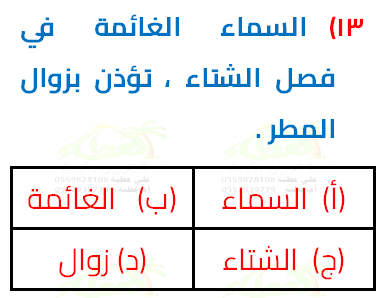 ١٣) السماء الغائمة في
فصل الشتاء ، تؤذن بزوال
المطر .
(أ) السماء (ب) الغائمة
(ج) الشتاء (د) زوال